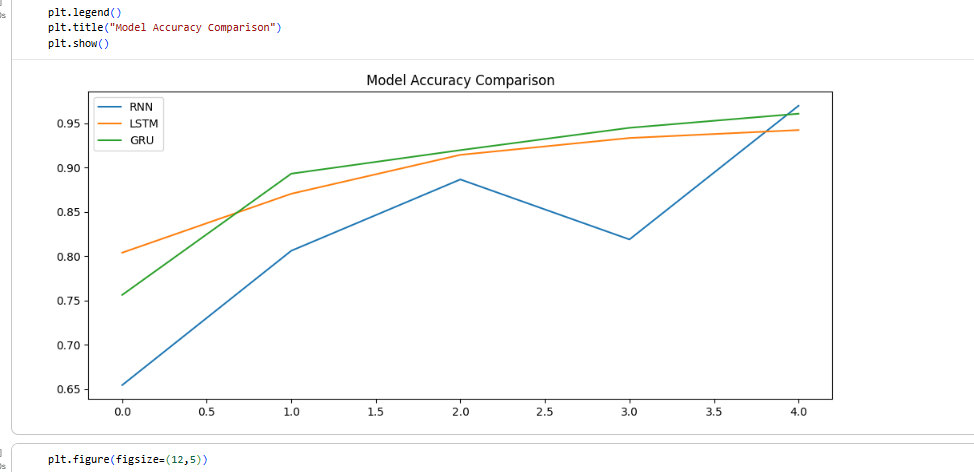 plt.legend()
plt.title("Model Accuracy Comparison")
plt.show()
Model Accuracy Comparison
RNN
LSTM
GRU
0.95
0.90
0.85
0.80
0.75
0.70
0.65
0.0 0.5 1.0 1.5 2.0 2.5 3.0 3.5 4.0
plt.figure(figsize=(12,5))